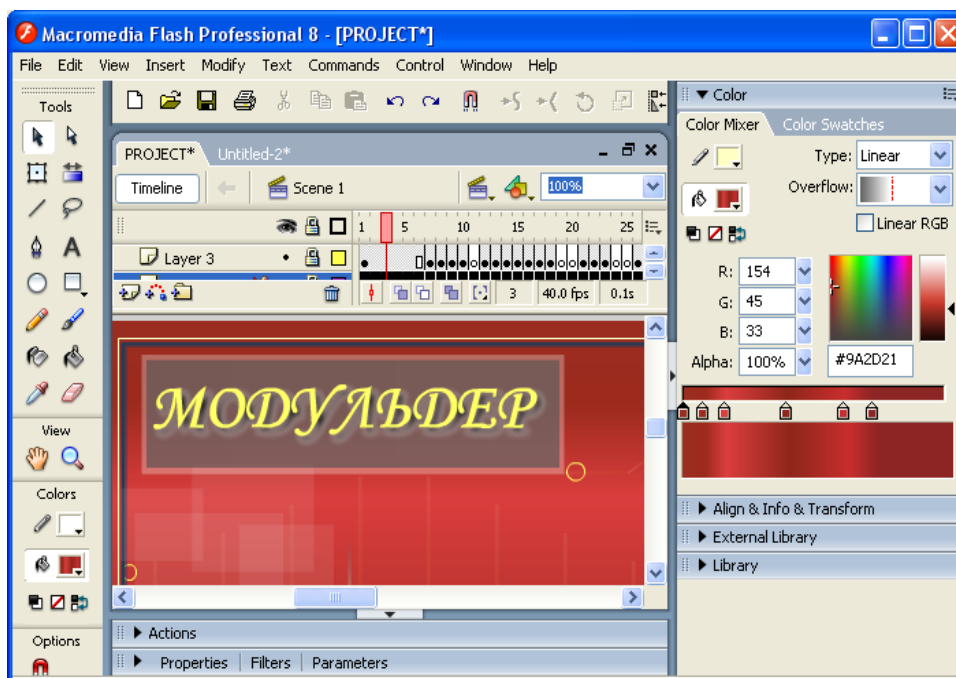 Macromedia Flash Professional 8 - [PROJECT*]
File Edit View Insert Modify Text Commands Control Window Help
Tools
View
Colors
Options
PROJECT* Untitled-2*
Timeline Scene 1 100%
1 5 10 15 20 25
Layer 3
3 40.0 fps 0.1s
МОДУЛЬДЕР
Actions
Properties Filters Parameters
Color
Color Mixer Color Swatches
Type: Linear
Overflow:
Linear RGB
R: 154
G: 45
B: 33
Alpha: 100% #9A2D21
Align & Info & Transform
External Library
Library